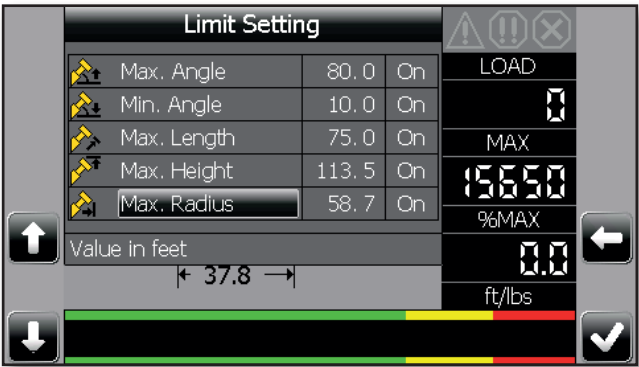 Limit Setting
Max. Angle 80.0 On
Min. Angle 10.0 On
Max. Length 75.0 On
Max. Height 113.5 On
Max. Radius 58.7 On
Value in feet
37.8
LOAD
0
MAX
15650
%MAX
0.0
ft/lbs